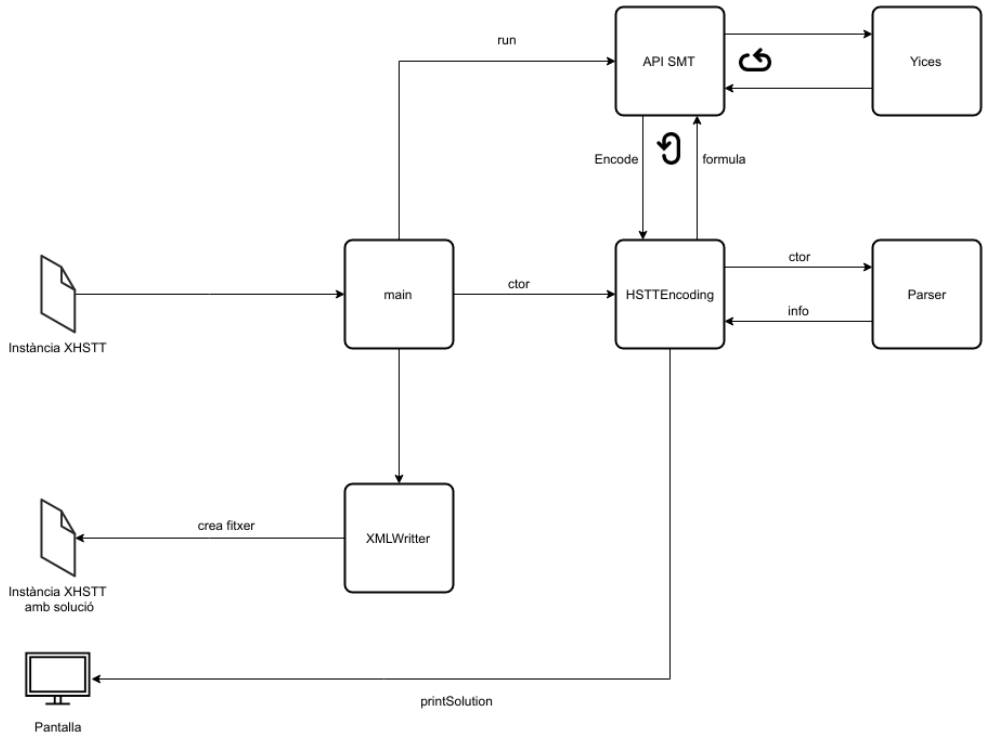 run
API SMT
Yices
Encode
formula
main
ctor
HSTTEncoding
ctor
info
Parser
Instància XHSTT
crea fitxer
XMLWritter
Instància XHSTT
amb solució
printSolution
Pantalla